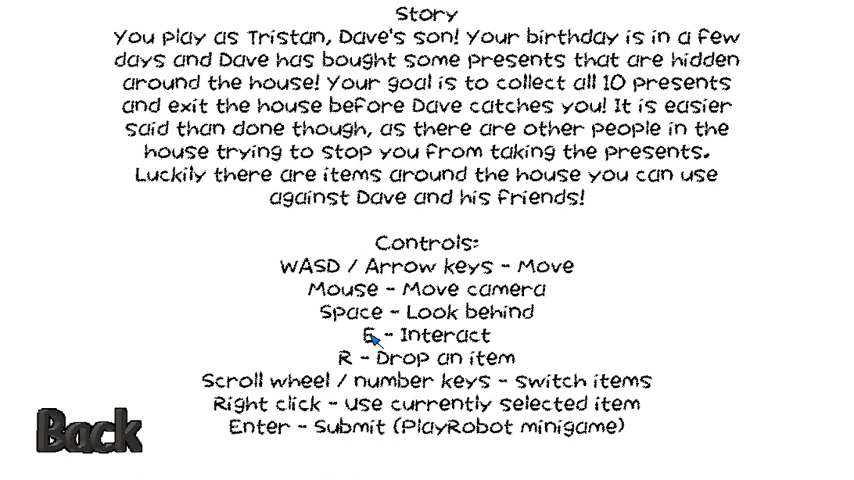 Story
You play as Tristan, Dave's son! Your birthday is in a few
days and Dave has bought some presents that are hidden
around the house! Your goal is to collect all 10 presents
and exit the house before Dave catches you! It is easier
said than done though, as there are other people in the
house trying to stop you from taking the presents.
Luckily there are items around the house you can use
against Dave and his friends!
Controls:
WASD / Arrow keys - Move
Mouse - Move camera
Space - Look behind
E - Interact
R - Drop an item
Scroll wheel / number keys - switch items
Right click - Use currently selected item
Enter - Submit (PlayRobot minigame)
Back